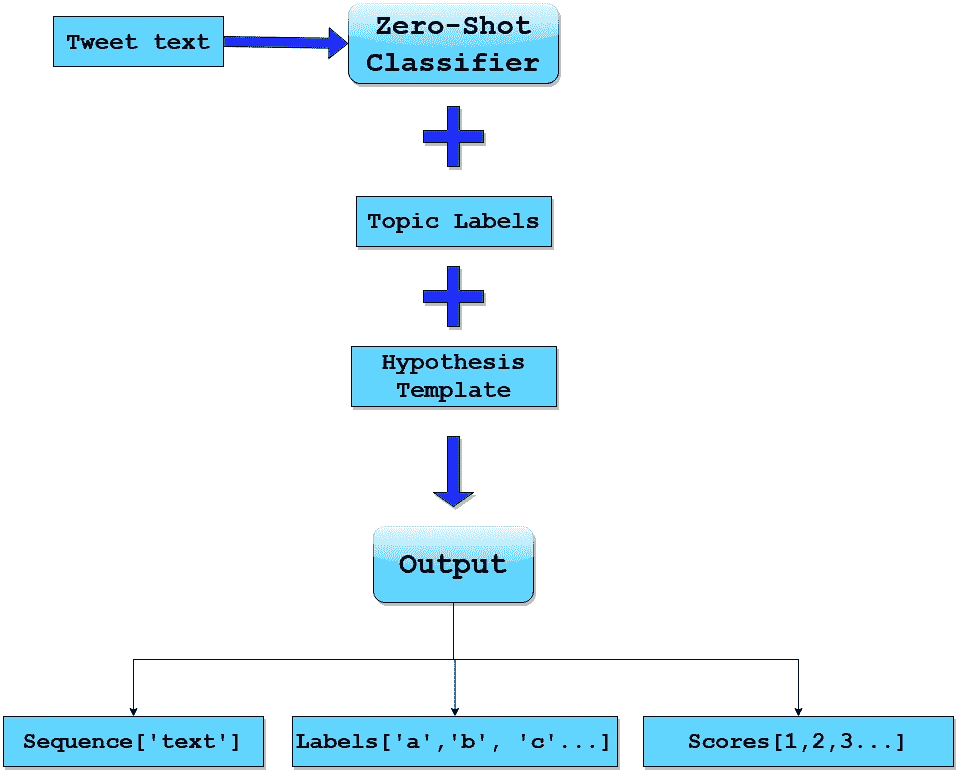 Tweet text
Zero-Shot
Classifier
Topic Labels
Hypothesis
Template
Output
Sequence['text']
Labels['a','b', 'c'...]
Scores[1,2,3...]